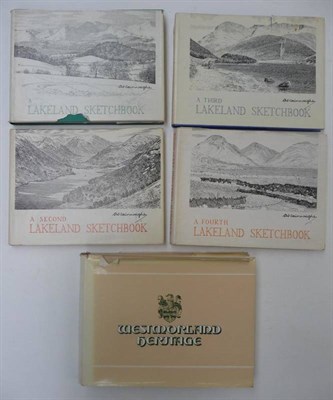 LAKELAND SKETCHBOOK
A THIRD
LAKELAND SKETCHBOOK
A SECOND
LAKELAND SKETCHBOOK
A FOURTH
LAKELAND SKETCHBOOK
WESTMORLAND
HERITAGE